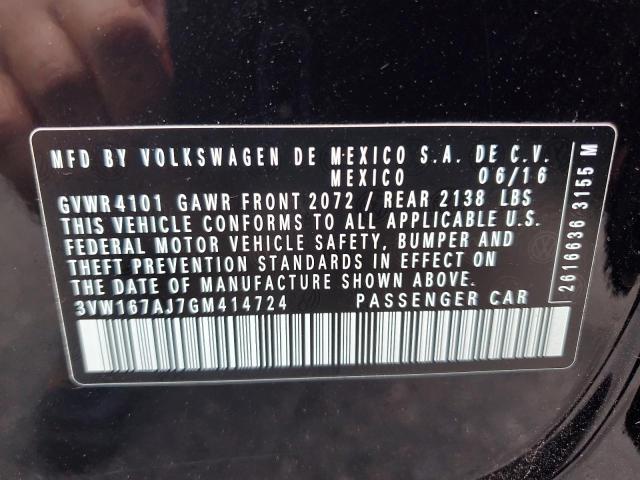 MFD BY VOLKSWAGEN DE MEXICO S.A. DE C.V.
MEXICO 06/16
GVWR 4101 GAWR FRONT 2072 / REAR 2138 LBS
THIS VEHICLE CONFORMS TO ALL APPLICABLE U.S.
FEDERAL MOTOR VEHICLE SAFETY, BUMPER AND
THEFT PREVENTION STANDARDS IN EFFECT ON
THE DATE OF MANUFACTURE SHOWN ABOVE.
3VW167AJ7GM414724 PASSENGER CAR
2616636 3155 M